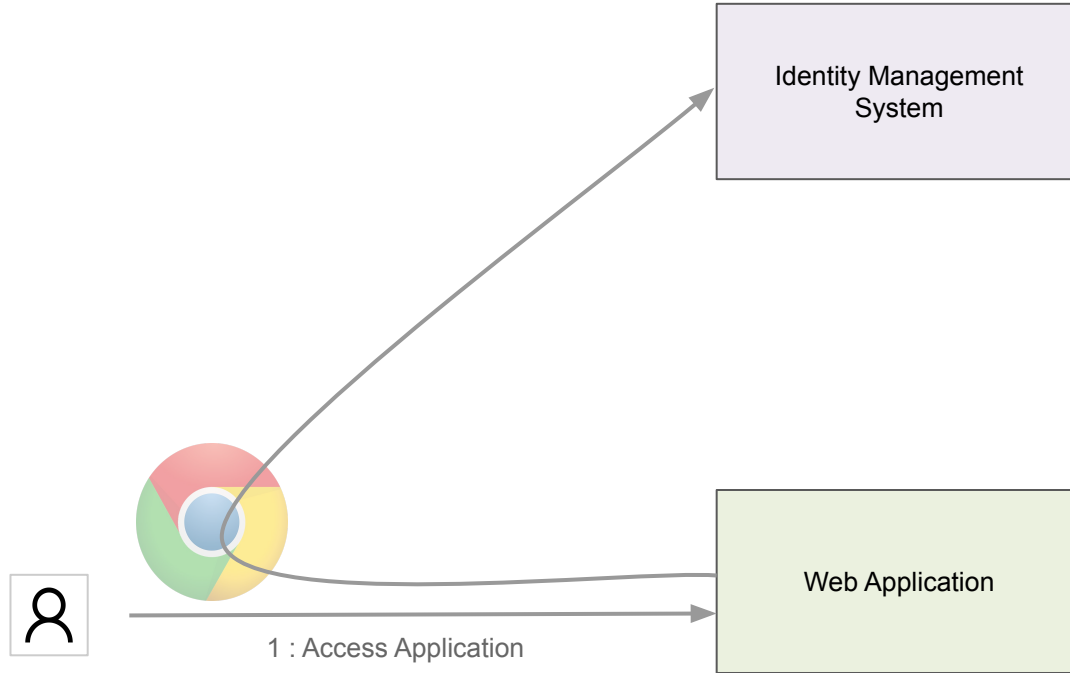 Identity Management
System
Web Application
1 : Access Application